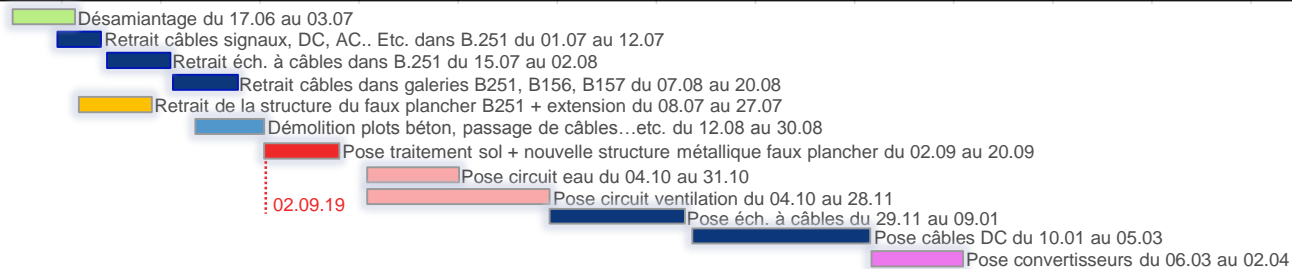 Désamiantage du 17.06 au 03.07
Retrait câbles signaux, DC, AC.. Etc. dans B.251 du 01.07 au 12.07
Retrait éch. à câbles dans B.251 du 15.07 au 02.08
Retrait câbles dans galeries B251, B156, B157 du 07.08 au 20.08
Retrait de la structure du faux plancher B251 + extension du 08.07 au 27.07
Démolition plots béton, passage de câbles…etc. du 12.08 au 30.08
Pose traitement sol + nouvelle structure métallique faux plancher du 02.09 au 20.09
Pose circuit eau du 04.10 au 31.10
Pose circuit ventilation du 04.10 au 28.11
02.09.19
Pose éch. à câbles du 29.11 au 09.01
Pose câbles DC du 10.01 au 05.03
Pose convertisseurs du 06.03 au 02.04